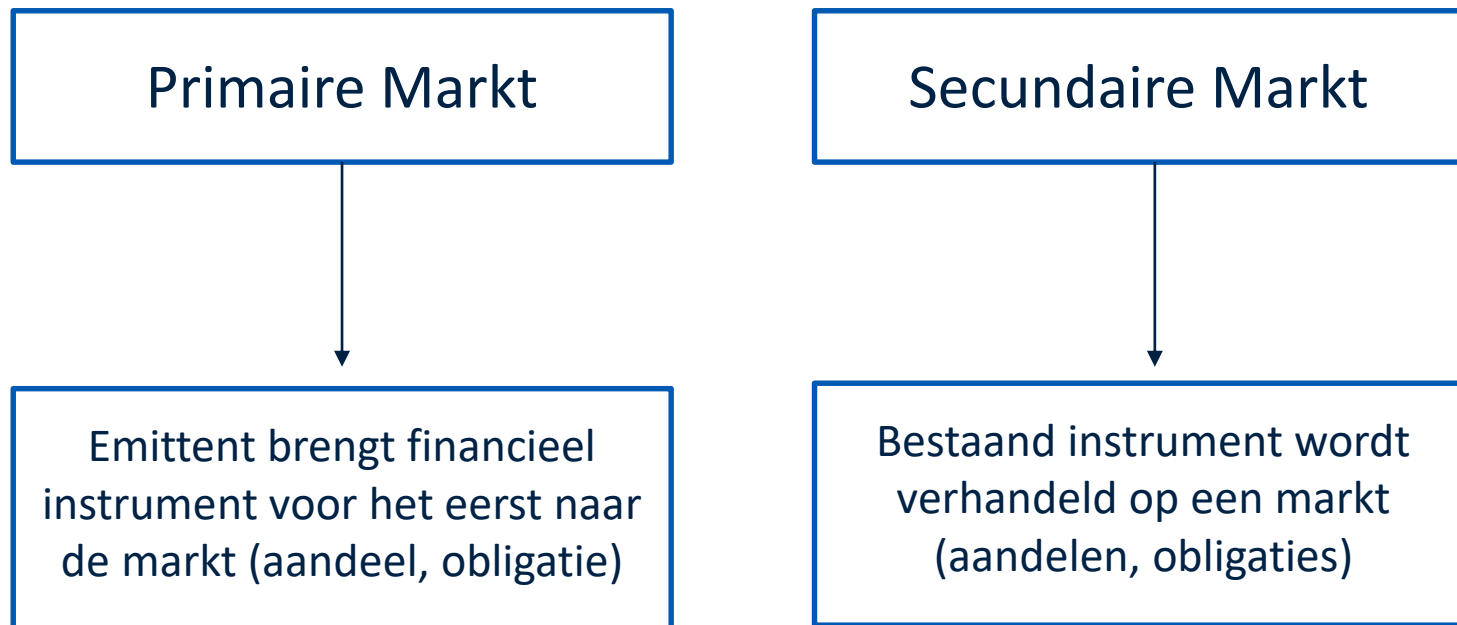 Primaire Markt
Secundaire Markt
Emittent brengt financieel
instrument voor het eerst naar
de markt (aandeel, obligatie)
Bestaand instrument wordt
verhandeld op een markt
(aandelen, obligaties)